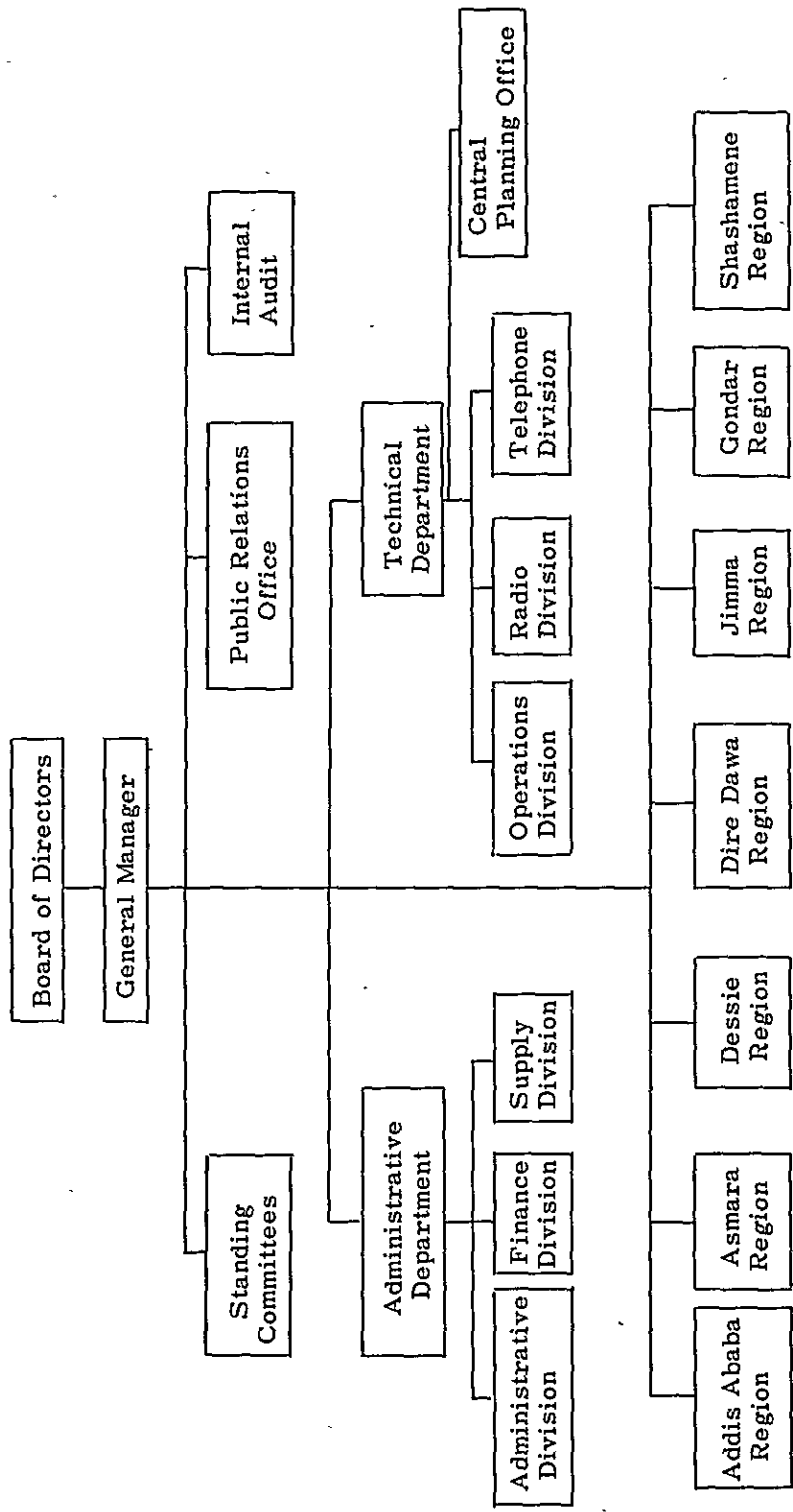 Board of Directors
General Manager
Standing
Committees
Public Relations
Office
Internal
Audit
Administrative
Department
Technical
Department
Central
Planning Office
Administrative
Division
Finance
Division
Supply
Division
Operations
Division
Radio
Division
Telephone
Division
Addis Ababa
Region
Asmara
Region
Dessie
Region
Dire Dawa
Region
Jimma
Region
Gondar
Region
Shashamene
Region